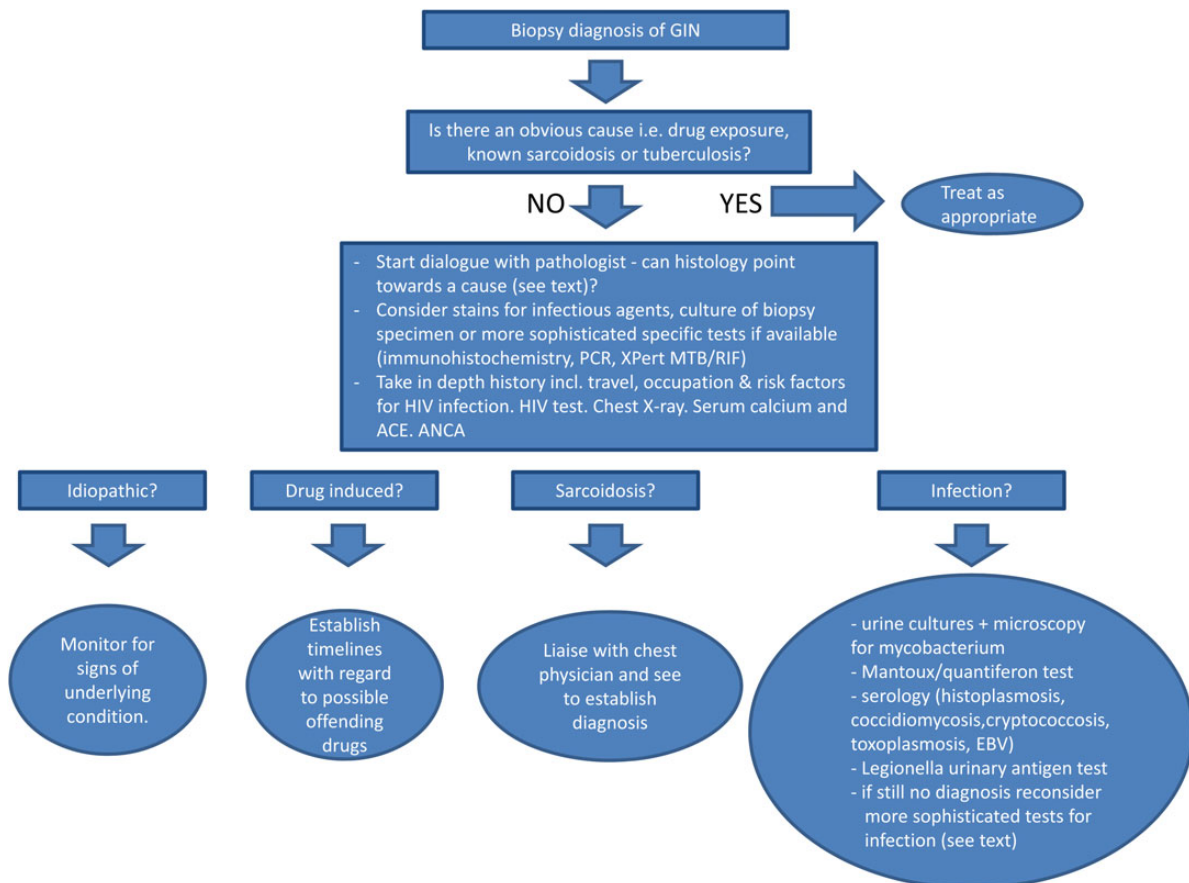 Biopsy diagnosis of GIN
Is there an obvious cause i.e. drug exposure,
known sarcoidosis or tuberculosis?
NO
YES
Treat as
appropriate
- Start dialogue with pathologist - can histology point
towards a cause (see text)?
- Consider stains for infectious agents, culture of biopsy
specimen or more sophisticated specific tests if available
(immunohistochemistry, PCR, XPert MTB/RIF)
- Take in depth history incl. travel, occupation & risk factors
for HIV infection. HIV test. Chest X-ray. Serum calcium and
ACE. ANCA
Idiopathic?
Drug induced?
Sarcoidosis?
Infection?
Monitor for
signs of
underlying
condition.
Establish
timelines
with regard
to possible
offending
drugs
Liaise with chest
physician and see
to establish
diagnosis
- urine cultures + microscopy
for mycobacterium
- Mantoux/quantiferon test
- serology (histoplasmosis,
coccidiomycosis,cryptococcosis,
toxoplasmosis, EBV)
- Legionella urinary antigen test
- if still no diagnosis reconsider
more sophisticated tests for
infection (see text)